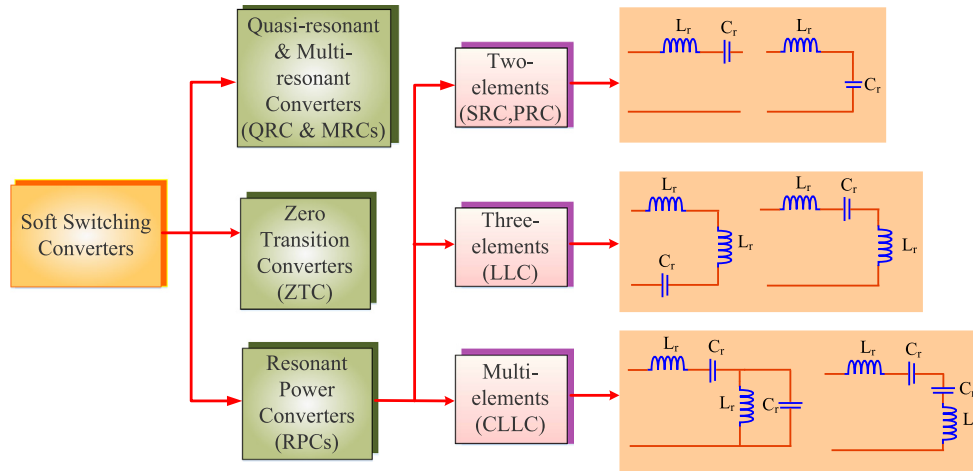 Soft Switching
Converters
Quasi-resonant
& Multi-
resonant
Converters
(QRC & MRCs)
Zero
Transition
Converters
(ZTC)
Resonant
Power
Converters
(RPCs)
Two-
elements
(SRC,PRC)
Three-
elements
(LLC)
Multi-
elements
(CLLC)
Lr
Cr
Lr
Cr
Lr
Lr
Cr
Lr
Cr
Lr
Lr
Cr
Lr
Cr
Lr
Cr
Cr
L